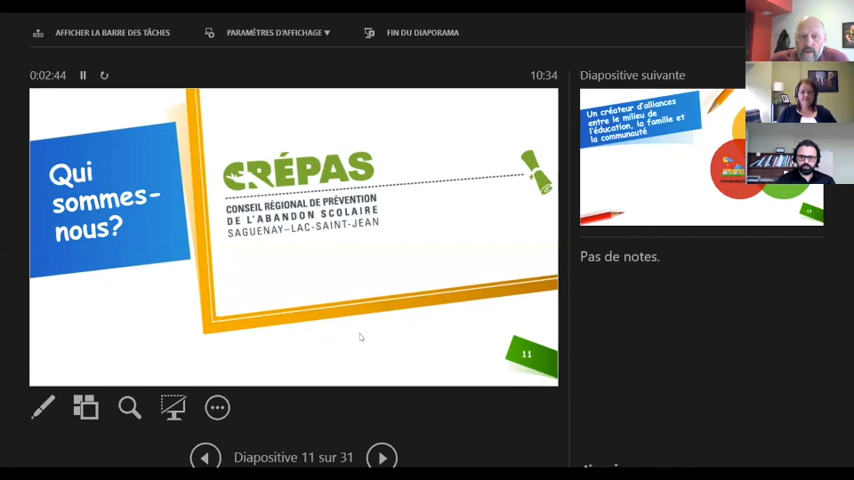 AFFICHER LA BARRE DES TÂCHES
PARAMÈTRES D'AFFICHAGE ▼
FIN DU DIAPORAMA
0:02:44
10:34
Diapositive suivante
Qui
sommes-
nous?
CRÉPAS
CONSEIL RÉGIONAL DE PRÉVENTION
DE L'ABANDON SCOLAIRE
SAGUENAY–LAC-SAINT-JEAN
11
Un créateur d'alliances
entre le milieu de
l'éducation, la famille et
la communauté
Pas de notes.
Diapositive 11 sur 31